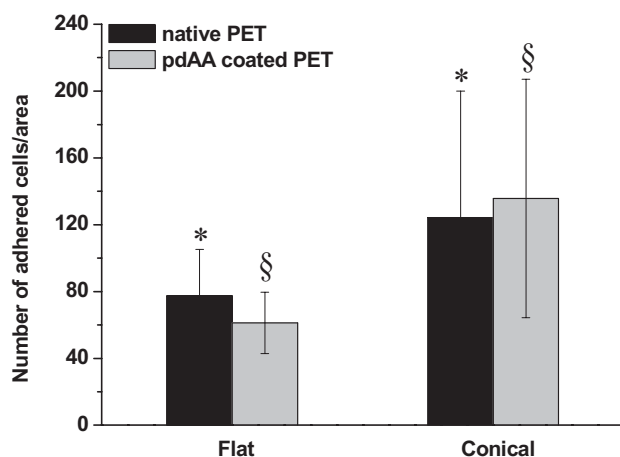 240
200
160
120
80
40
0
Number of adhered cells/area
native PET
pdAA coated PET
*
§
*
§
Flat Conical